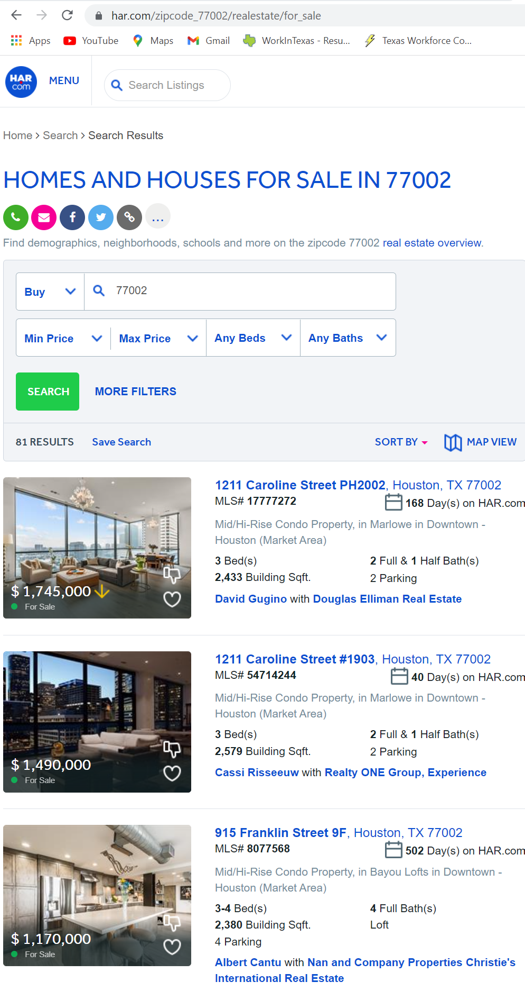 har.com/zipcode_77002/realestate/for_sale
Apps YouTube Maps Gmail WorkInTexas - Resu... Texas Workforce Co...
HAR
com
MENU
Search Listings
Home > Search > Search Results
HOMES AND HOUSES FOR SALE IN 77002
...
Find demographics, neighborhoods, schools and more on the zipcode 77002 real estate overview.
Buy 77002
Min Price Max Price Any Beds Any Baths
SEARCH MORE FILTERS
81 RESULTS Save Search SORT BY MAP VIEW
1211 Caroline Street PH2002, Houston, TX 77002
MLS# 17777272 168 Day(s) on HAR.com
Mid/Hi-Rise Condo Property, in Marlowe in Downtown -
Houston (Market Area)
3 Bed(s) 2 Full & 1 Half Bath(s)
2,433 Building Sqft. 2 Parking
$ 1,745,000
For Sale
David Gugino with Douglas Elliman Real Estate
1211 Caroline Street #1903, Houston, TX 77002
MLS# 54714244 40 Day(s) on HAR.com
Mid/Hi-Rise Condo Property, in Marlowe in Downtown -
Houston (Market Area)
3 Bed(s) 2 Full & 1 Half Bath(s)
2,579 Building Sqft. 2 Parking
$ 1,490,000
For Sale
Cassi Risseeuw with Realty ONE Group, Experience
915 Franklin Street 9F, Houston, TX 77002
MLS# 8077568 502 Day(s) on HAR.com
Mid/Hi-Rise Condo Property, in Bayou Lofts in Downtown -
Houston (Market Area)
3-4 Bed(s) 4 Full Bath(s)
2,380 Building Sqft. Loft
4 Parking
$ 1,170,000
For Sale
Albert Cantu with Nan and Company Properties Christie's
International Real Estate